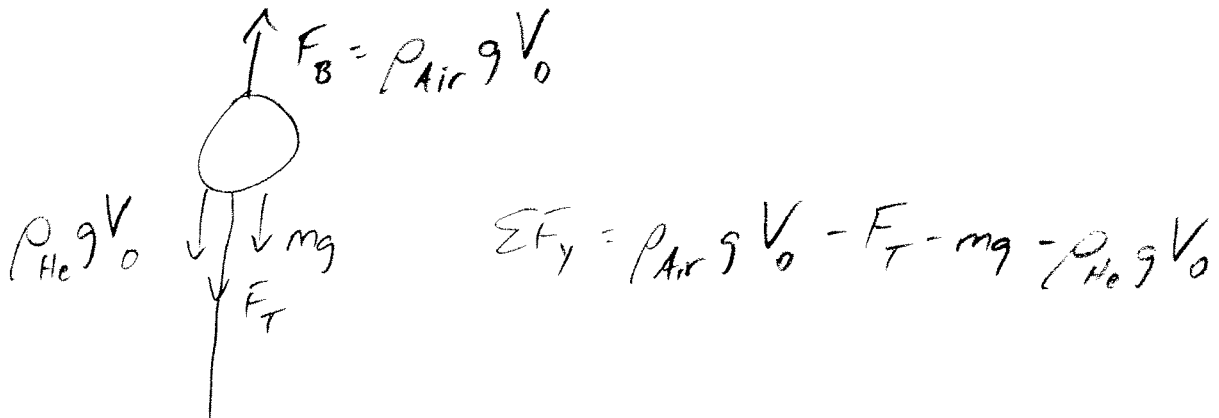 F_B = ρ_Air g V_0
ρ_He g V_0
mg
F_T
ΣF_y = ρ_Air g V_0 - F_T - mg - ρ_He g V_0